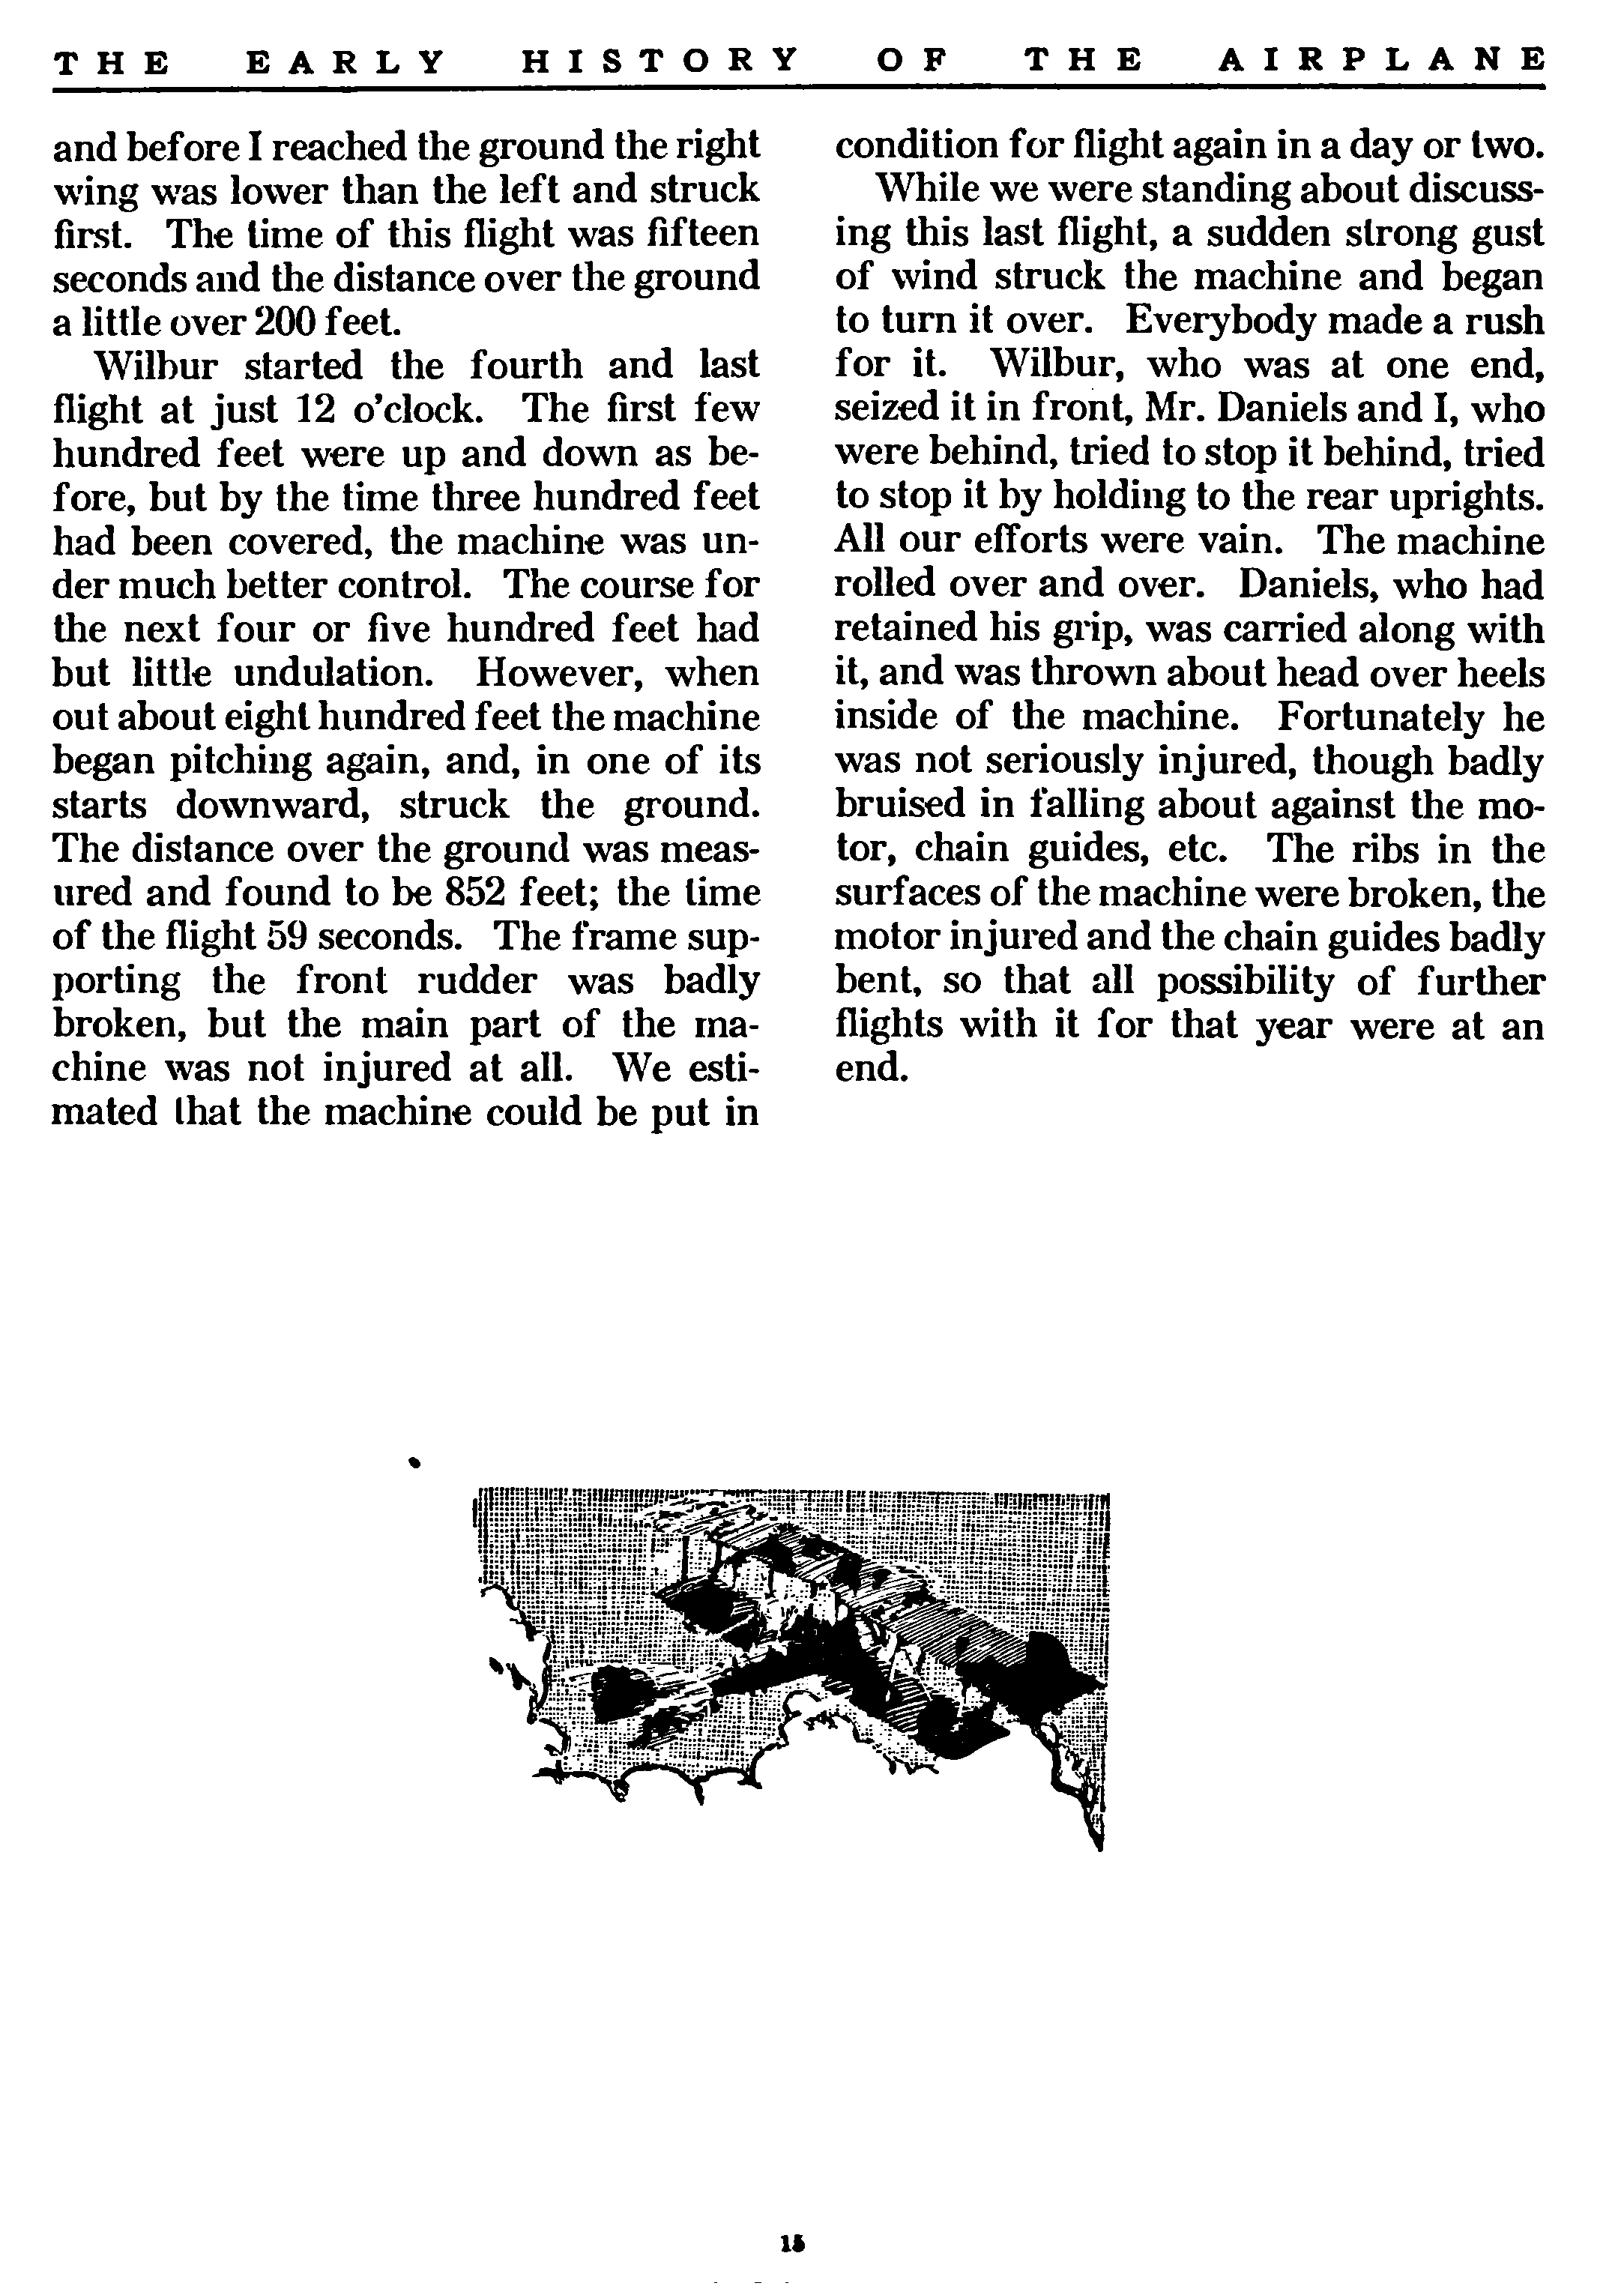 THE EARLY HISTORY OF THE AIRPLANE
and before I reached the ground the right
wing was lower than the left and struck
first. The time of this flight was fifteen
seconds and the distance over the ground
a little over 200 feet.
Wilbur started the fourth and last
flight at just 12 o'clock. The first few
hundred feet were up and down as be-
fore, but by the time three hundred feet
had been covered, the machine was un-
der much better control. The course for
the next four or five hundred feet had
but little undulation. However, when
out about eight hundred feet the machine
began pitching again, and, in one of its
starts downward, struck the ground.
The distance over the ground was meas-
ured and found to be 852 feet; the time
of the flight 59 seconds. The frame sup-
porting the front rudder was badly
broken, but the main part of the ma-
chine was not injured at all. We esti-
mated that the machine could be put in
condition for flight again in a day or two.
While we were standing about discuss-
ing this last flight, a sudden strong gust
of wind struck the machine and began
to turn it over. Everybody made a rush
for it. Wilbur, who was at one end,
seized it in front, Mr. Daniels and I, who
were behind, tried to stop it behind, tried
to stop it by holding to the rear uprights.
All our efforts were vain. The machine
rolled over and over. Daniels, who had
retained his grip, was carried along with
it, and was thrown about head over heels
inside of the machine. Fortunately he
was not seriously injured, though badly
bruised in falling about against the mo-
tor, chain guides, etc. The ribs in the
surfaces of the machine were broken, the
motor injured and the chain guides badly
bent, so that all possibility of further
flights with it for that year were at an
end.
15